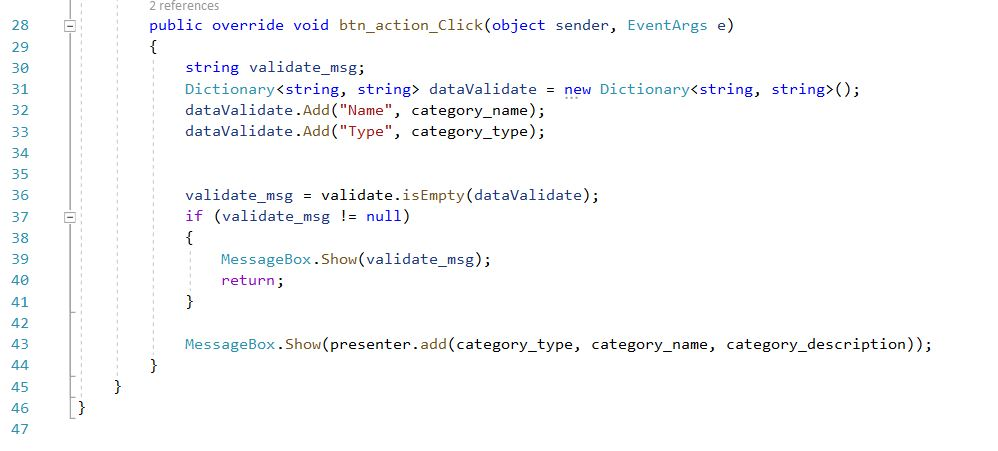 2 references
28 public override void btn_action_Click(object sender, EventArgs e)
29 {
30 string validate_msg;
31 Dictionary<string, string> dataValidate = new Dictionary<string, string>();
32 dataValidate.Add("Name", category_name);
33 dataValidate.Add("Type", category_type);
34
35
36 validate_msg = validate.isEmpty(dataValidate);
37 if (validate_msg != null)
38 {
39 MessageBox.Show(validate_msg);
40 return;
41 }
42
43 MessageBox.Show(presenter.add(category_type, category_name, category_description));
44 }
45 }
46 }
47